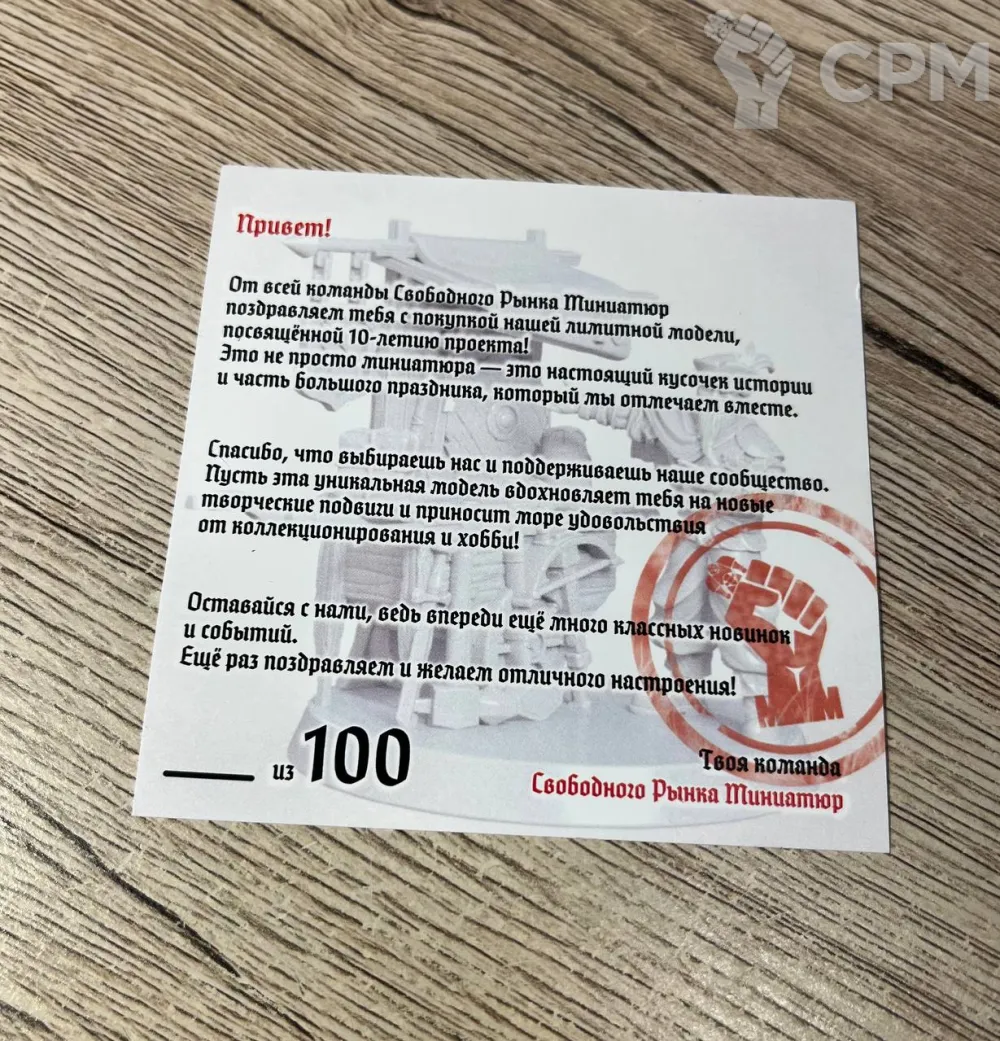 СРМ
Привет!
От всей команды Свободного Рынка Миниатюр
поздравляем тебя с покупкой нашей лимитной модели,
посвящённой 10-летию проекта!
Это не просто миниатюра — это настоящий кусочек истории
и часть большого праздника, который мы отмечаем вместе.
Спасибо, что выбираешь нас и поддерживаешь наше сообщество.
Пусть эта уникальная модель вдохновляет тебя на новые
творческие подвиги и приносит море удовольствия
от коллекционирования и хобби!
Оставайся с нами, ведь впереди ещё много классных новинок
и событий.
Ещё раз поздравляем и желаем отличного настроения!
____ из 100
Твоя команда
Свободного Рынка Миниатюр